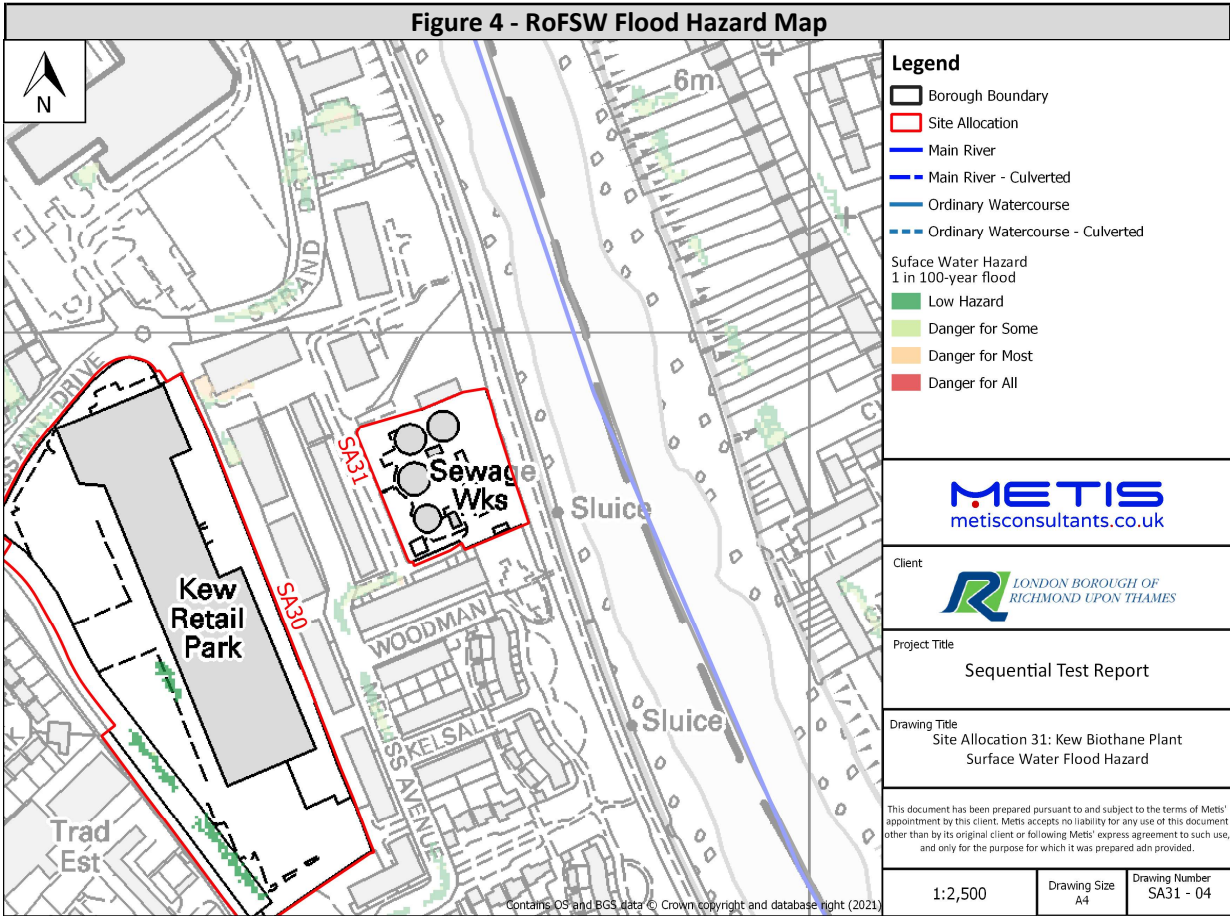 Figure 4 - RoFSW Flood Hazard Map
N
6m
DRIVE
SA31
Sewage
Wks
Sluice
Kew
Retail
Park
SA30
WOODMAN
Sluice
KELSALL
AVENUE
Trad
Est
Contains OS and BGS data © Crown copyright and database right (2021)
Legend
Borough Boundary
Site Allocation
Main River
Main River - Culverted
Ordinary Watercourse
Ordinary Watercourse - Culverted
Suface Water Hazard
1 in 100-year flood
Low Hazard
Danger for Some
Danger for Most
Danger for All
METIS
metisconsultants.co.uk
Client
LONDON BOROUGH OF
RICHMOND UPON THAMES
Project Title
Sequential Test Report
Drawing Title
Site Allocation 31: Kew Biothane Plant
Surface Water Flood Hazard
This document has been prepared pursuant to and subject to the terms of Metis'
appointment by this client. Metis accepts no liability for any use of this document
other than by its original client or following Metis' express agreement to such use,
and only for the purpose for which it was prepared adn provided.
1:2,500
Drawing Size
A4
Drawing Number
SA31 - 04